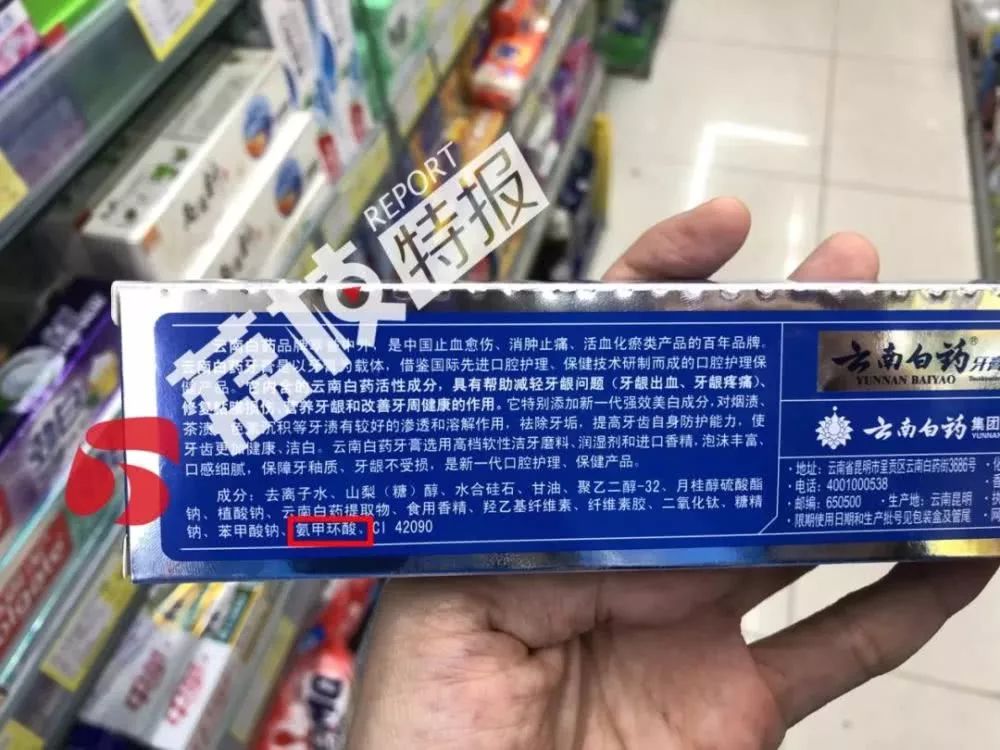 REPORT
特报
云南白药品牌享誉中外，是中国止血愈伤、消肿止痛、活血化瘀类产品的百年品牌。
云南白药牙膏是以牙膏为载体，借鉴国际先进口腔护理、保健技术研制而成的口腔护理保
健产品。它内含的云南白药活性成分，具有帮助减轻牙龈问题（牙龈出血、牙龈疼痛）、
修复黏膜损伤、营养牙龈和改善牙周健康的作用。它特别添加新一代强效美白成分，对烟渍、
茶渍、色素沉积等牙渍有较好的渗透和溶解作用，祛除牙垢，提高牙齿自身防护能力，使
牙齿更加健康、洁白。云南白药牙膏选用高档软性洁牙磨料、润湿剂和进口香精，泡沫丰富、
口感细腻，保障牙釉质、牙龈不受损，是新一代口腔护理、保健产品。
成分：去离子水、山梨（糖）醇、水合硅石、甘油、聚乙二醇-32、月桂醇硫酸酯
钠、植酸钠、云南白药提取物、食用香精、羟乙基纤维素、纤维素胶、二氧化钛、糖精
钠、苯甲酸钠、氨甲环酸、CI 42090
云南白药®牙膏
YUNNAN BAIYAO
云南白药集团
·地址：云南省昆明市呈贡区云南白药街3686号
·电话：4001000538
·邮编：650500 ·生产地：云南昆明
·限期使用日期和生产批号见包装盒及管尾